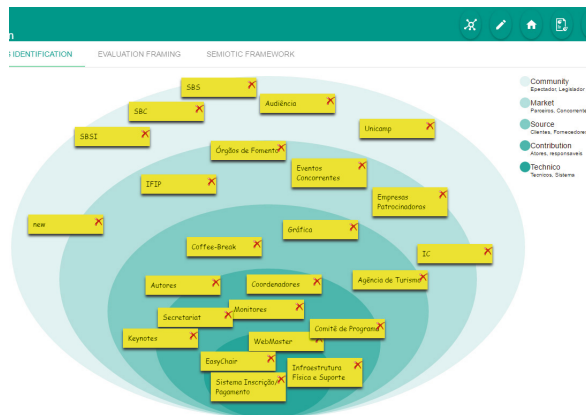 n
S IDENTIFICATION
EVALUATION FRAMING
SEMIOTIC FRAMEWORK
Community
Epectador, Legislador
Market
Parceiros, Concorrente
Source
Clientes, Fornecedores
Contribution
Atores, responsaveis
Technico
Tecnicos, Sistema
SBS
Audiência
SBC
Unicamp
SBSI
Órgãos de Fomento
Eventos
Concorrentes
IFIP
Empresas
Patrocinadoras
new
Gráfica
Coffee-Break
IC
Autores
Coordenadores
Agência de Turismo
Monitores
Secretariat
Comitê de Programa
Keynotes
WebMaster
EasyChair
Infraestrutura
Física e Suporte
Sistema Inscrição/
Pagamento